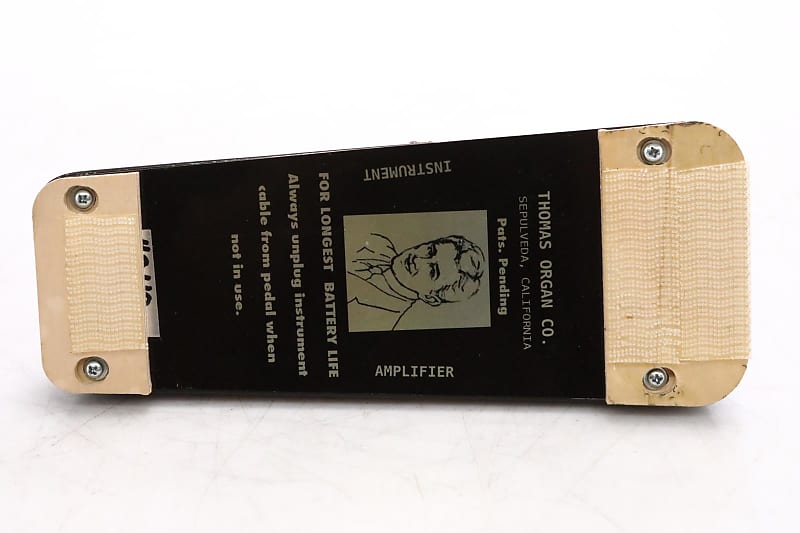 THOMAS ORGAN CO.
SEPULVEDA, CALIFORNIA
Pats. Pending
INSTRUMENT
AMPLIFIER
FOR LONGEST BATTERY LIFE
Always unplug instrument
cable from pedal when
not in use.